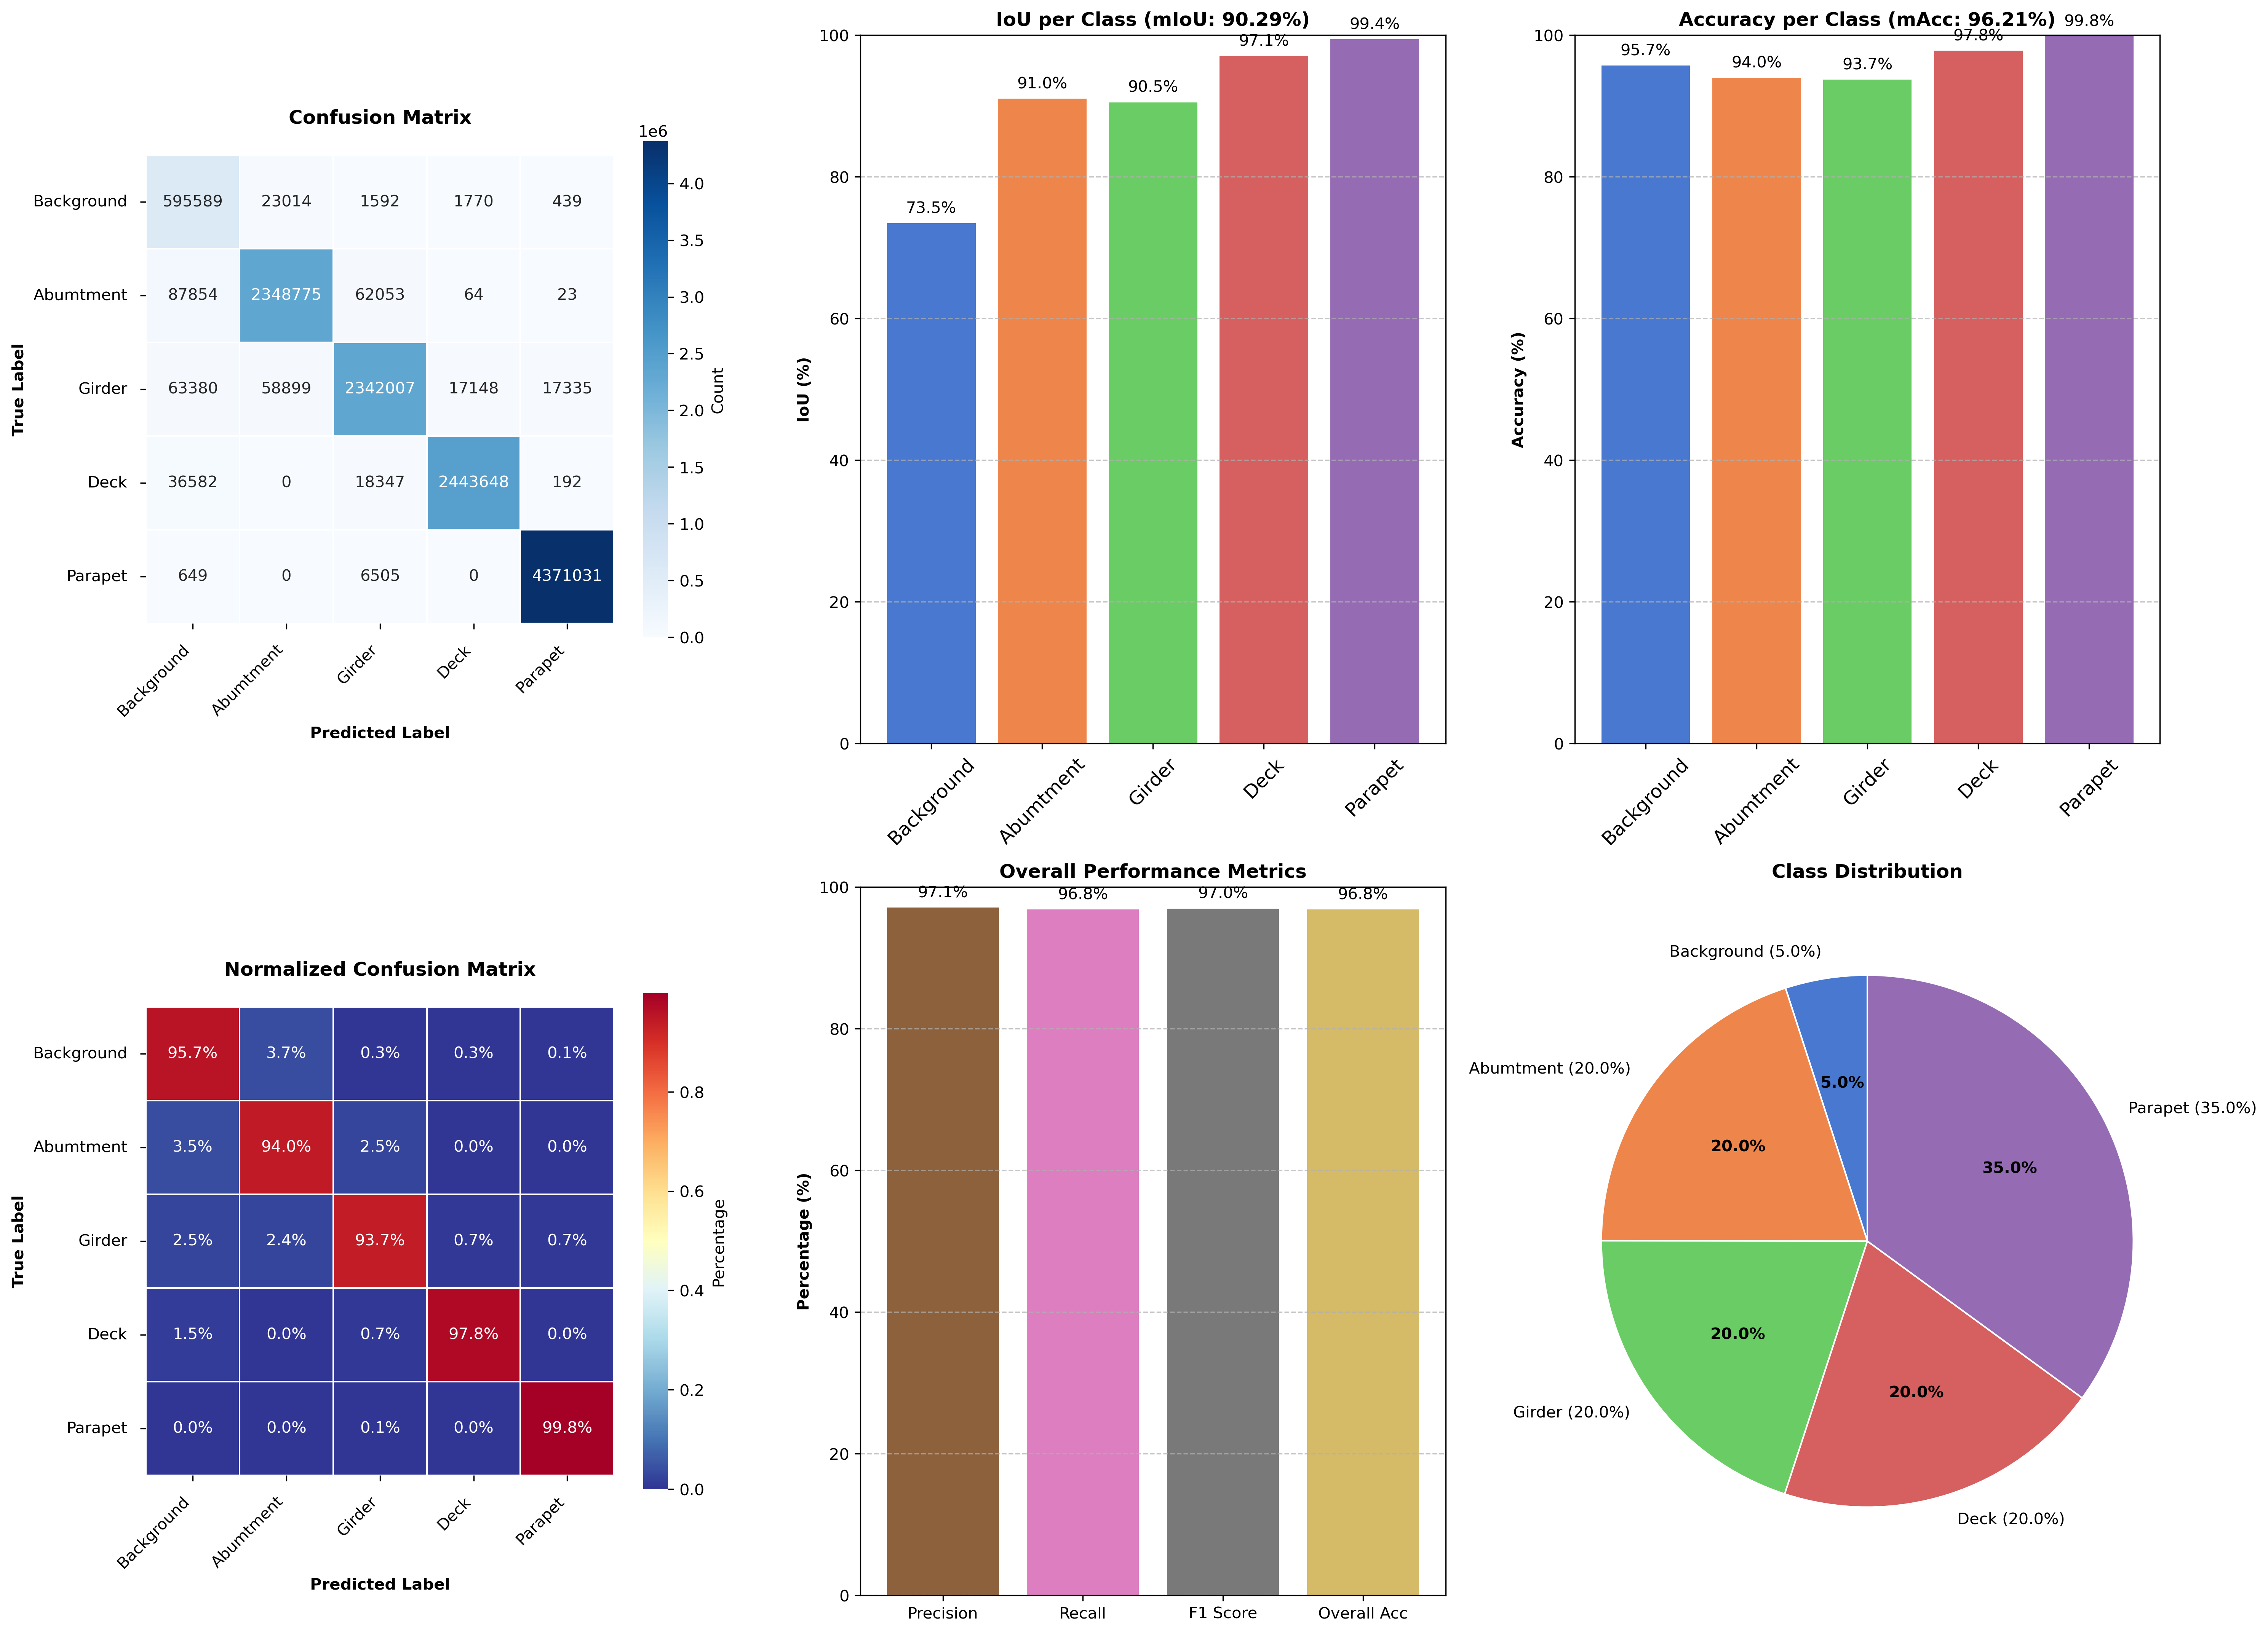 Confusion Matrix
1e6
Background
595589 23014 1592 1770 439
Abumtment
87854 2348775 62053 64 23
Girder
63380 58899 2342007 17148 17335
Deck
36582 0 18347 2443648 192
Parapet
649 0 6505 0 4371031
True Label
Background Abumtment Girder Deck Parapet
Predicted Label
4.0
3.5
3.0
2.5
2.0
1.5
1.0
0.5
0.0
Count
IoU per Class (mIoU: 90.29%)
100
80
60
40
20
0
IoU (%)
73.5% 91.0% 90.5% 97.1% 99.4%
Background Abumtment Girder Deck Parapet
Accuracy per Class (mAcc: 96.21%)
100
80
60
40
20
0
Accuracy (%)
95.7% 94.0% 93.7% 97.8% 99.8%
Background Abumtment Girder Deck Parapet
Normalized Confusion Matrix
Background
95.7% 3.7% 0.3% 0.3% 0.1%
Abumtment
3.5% 94.0% 2.5% 0.0% 0.0%
Girder
2.5% 2.4% 93.7% 0.7% 0.7%
Deck
1.5% 0.0% 0.7% 97.8% 0.0%
Parapet
0.0% 0.0% 0.1% 0.0% 99.8%
True Label
Background Abumtment Girder Deck Parapet
Predicted Label
0.8
0.6
0.4
0.2
0.0
Percentage
Overall Performance Metrics
100
80
60
40
20
0
Percentage (%)
97.1% 96.8% 97.0% 96.8%
Precision Recall F1 Score Overall Acc
Class Distribution
Background (5.0%)
5.0%
Abumtment (20.0%)
20.0%
Parapet (35.0%)
35.0%
Girder (20.0%)
20.0%
Deck (20.0%)
20.0%